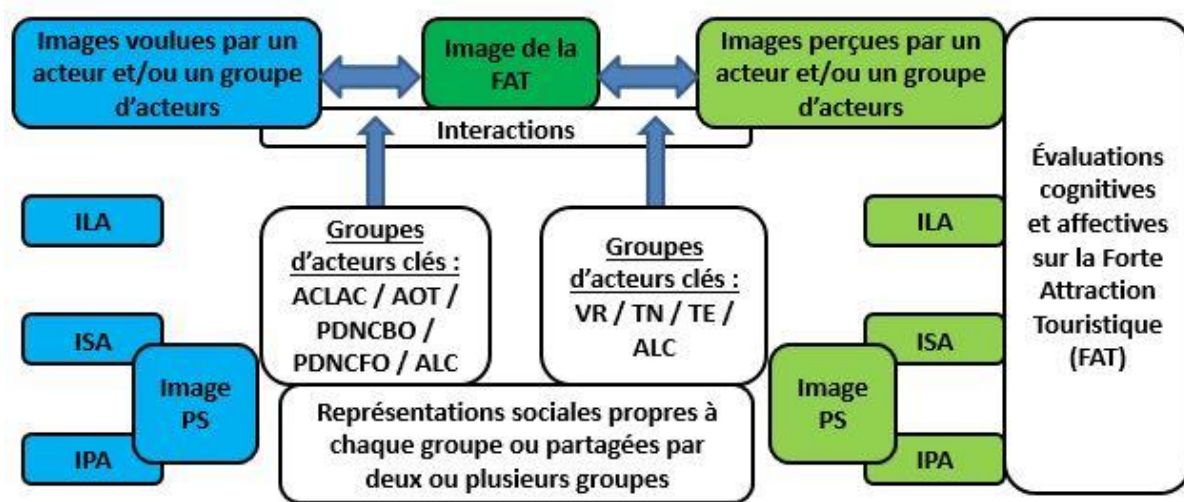 Images voulues par un
acteur et/ou un groupe
d'acteurs
Image de la
FAT
Images perçues par un
acteur et/ou un groupe
d'acteurs
Interactions
Évaluations
cognitives
et affectives
sur la Forte
Attraction
Touristique
(FAT)
ILA
ISA
IPA
Image
PS
Groupes
d'acteurs clés :
ACLAC / AOT /
PDNCBO /
PDNCFO / ALC
Groupes
d'acteurs clés :
VR / TN / TE /
ALC
Représentations sociales propres à
chaque groupe ou partagées par
deux ou plusieurs groupes
Image
PS
ILA
ISA
IPA